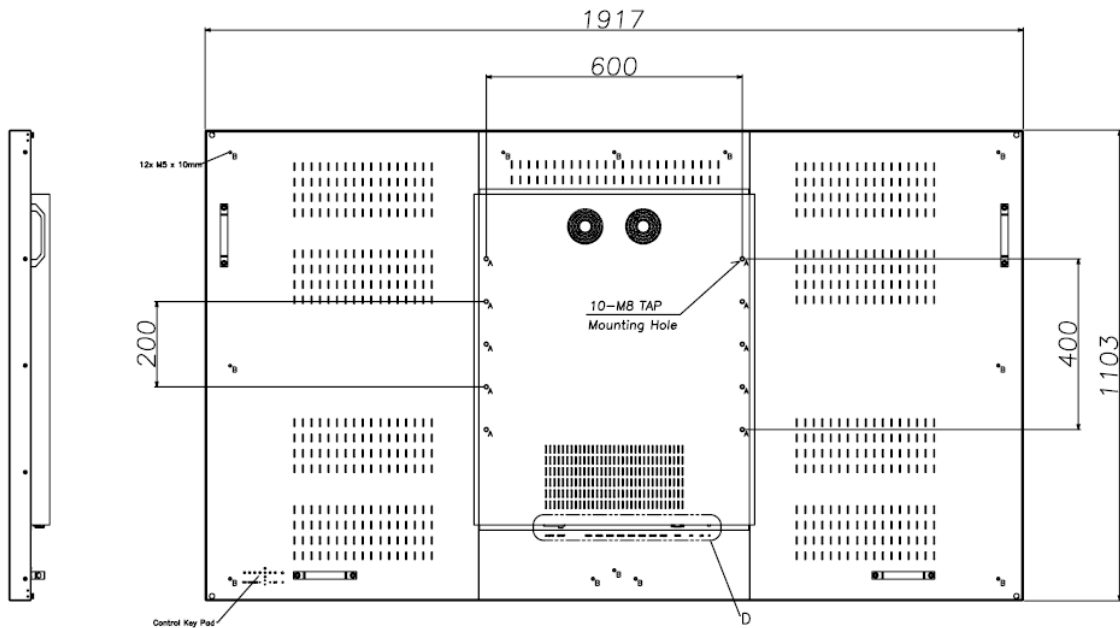 1917
600
12x M5 x 10mm
B
B
B
B
B
A
A
10-M8 TAP
Mounting Hole
A
A
200
400
1103
A
A
B
B
A
A
A
A
B
B
B
B
B
Control Key Pad
D